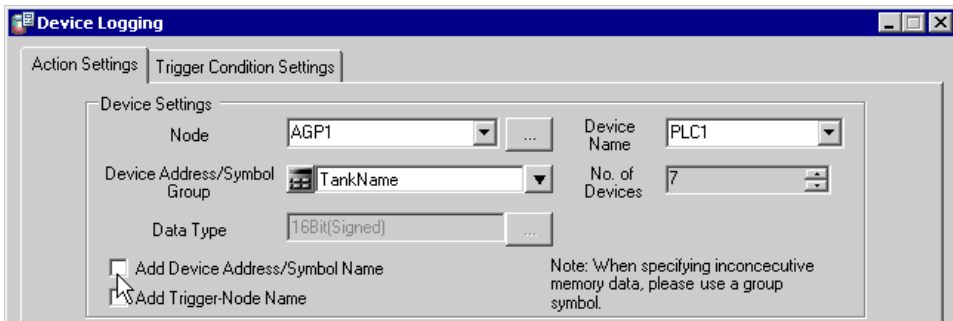 Device Logging
Action Settings
Trigger Condition Settings
Device Settings
Node
AGP1
...
Device
Name
PLC1
Device Address/Symbol
Group
TankName
No. of
Devices
7
Data Type
16Bit(Signed)
...
Add Device Address/Symbol Name
Add Trigger-Node Name
Note: When specifying inconcecutive
memory data, please use a group
symbol.